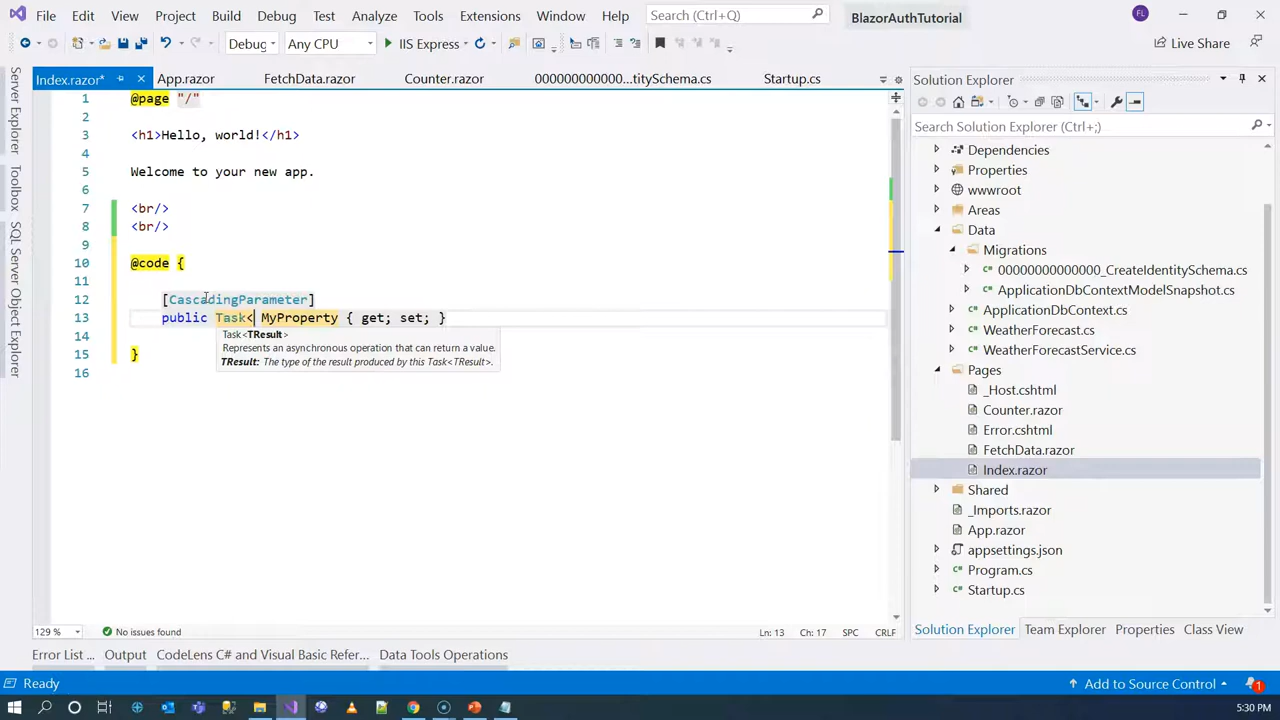 File Edit View Project Build Debug Test Analyze Tools Extensions Window Help Search (Ctrl+Q) BlazorAuthTutorial FL
Debug Any CPU IIS Express Live Share
Index.razor* App.razor FetchData.razor Counter.razor 000000000000...titySchema.cs Startup.cs
Server Explorer
Toolbox
SQL Server Object Explorer
1 @page "/"
2
3 <h1>Hello, world!</h1>
4
5 Welcome to your new app.
6
7 <br/>
8 <br/>
9
10 @code {
11
12 [CascadingParameter]
13 public Task< MyProperty { get; set; }
14
Task<TResult>
Represents an asynchronous operation that can return a value.
TResult: The type of the result produced by this Task<TResult>.
15 }
16
129 % No issues found Ln: 13 Ch: 17 SPC CRLF
Solution Explorer
Search Solution Explorer (Ctrl+;)
Dependencies
Properties
wwwroot
Areas
Data
Migrations
00000000000000_CreateIdentitySchema.cs
ApplicationDbContextModelSnapshot.cs
ApplicationDbContext.cs
WeatherForecast.cs
WeatherForecastService.cs
Pages
_Host.cshtml
Counter.razor
Error.cshtml
FetchData.razor
Index.razor
Shared
_Imports.razor
App.razor
appsettings.json
Program.cs
Startup.cs
Solution Explorer Team Explorer Properties Class View
Error List ... Output CodeLens C# and Visual Basic Refer... Data Tools Operations
Ready Add to Source Control 1
5:30 PM